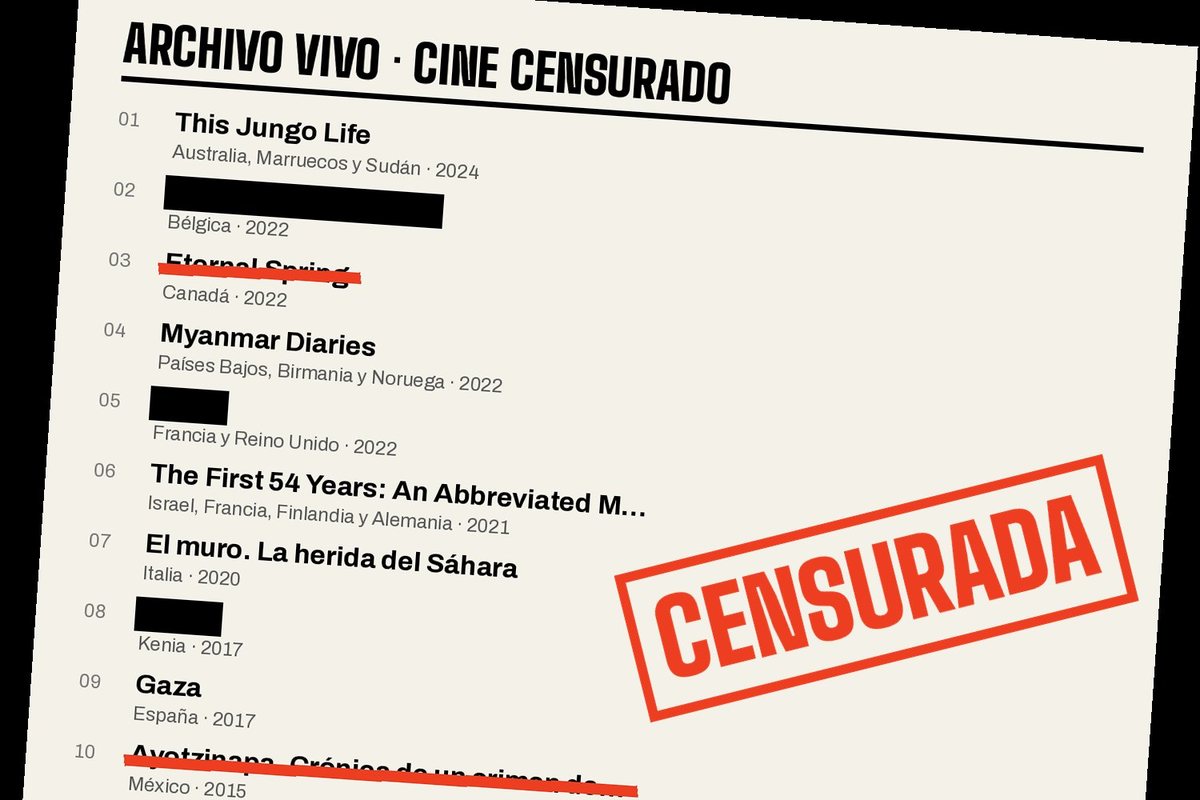 ARCHIVO VIVO · CINE CENSURADO
01
This Jungo Life
Australia, Marruecos y Sudán · 2024
02
Bélgica · 2022
03
Eternal Spring
Canadá · 2022
04
Myanmar Diaries
Países Bajos, Birmania y Noruega · 2022
05
Francia y Reino Unido · 2022
06
The First 54 Years: An Abbreviated M...
Israel, Francia, Finlandia y Alemania · 2021
07
El muro. La herida del Sáhara
Italia · 2020
08
Kenia · 2017
09
Gaza
España · 2017
10
Ayotzinapa. Crónica de un crimen de...
México · 2015
CENSURADA